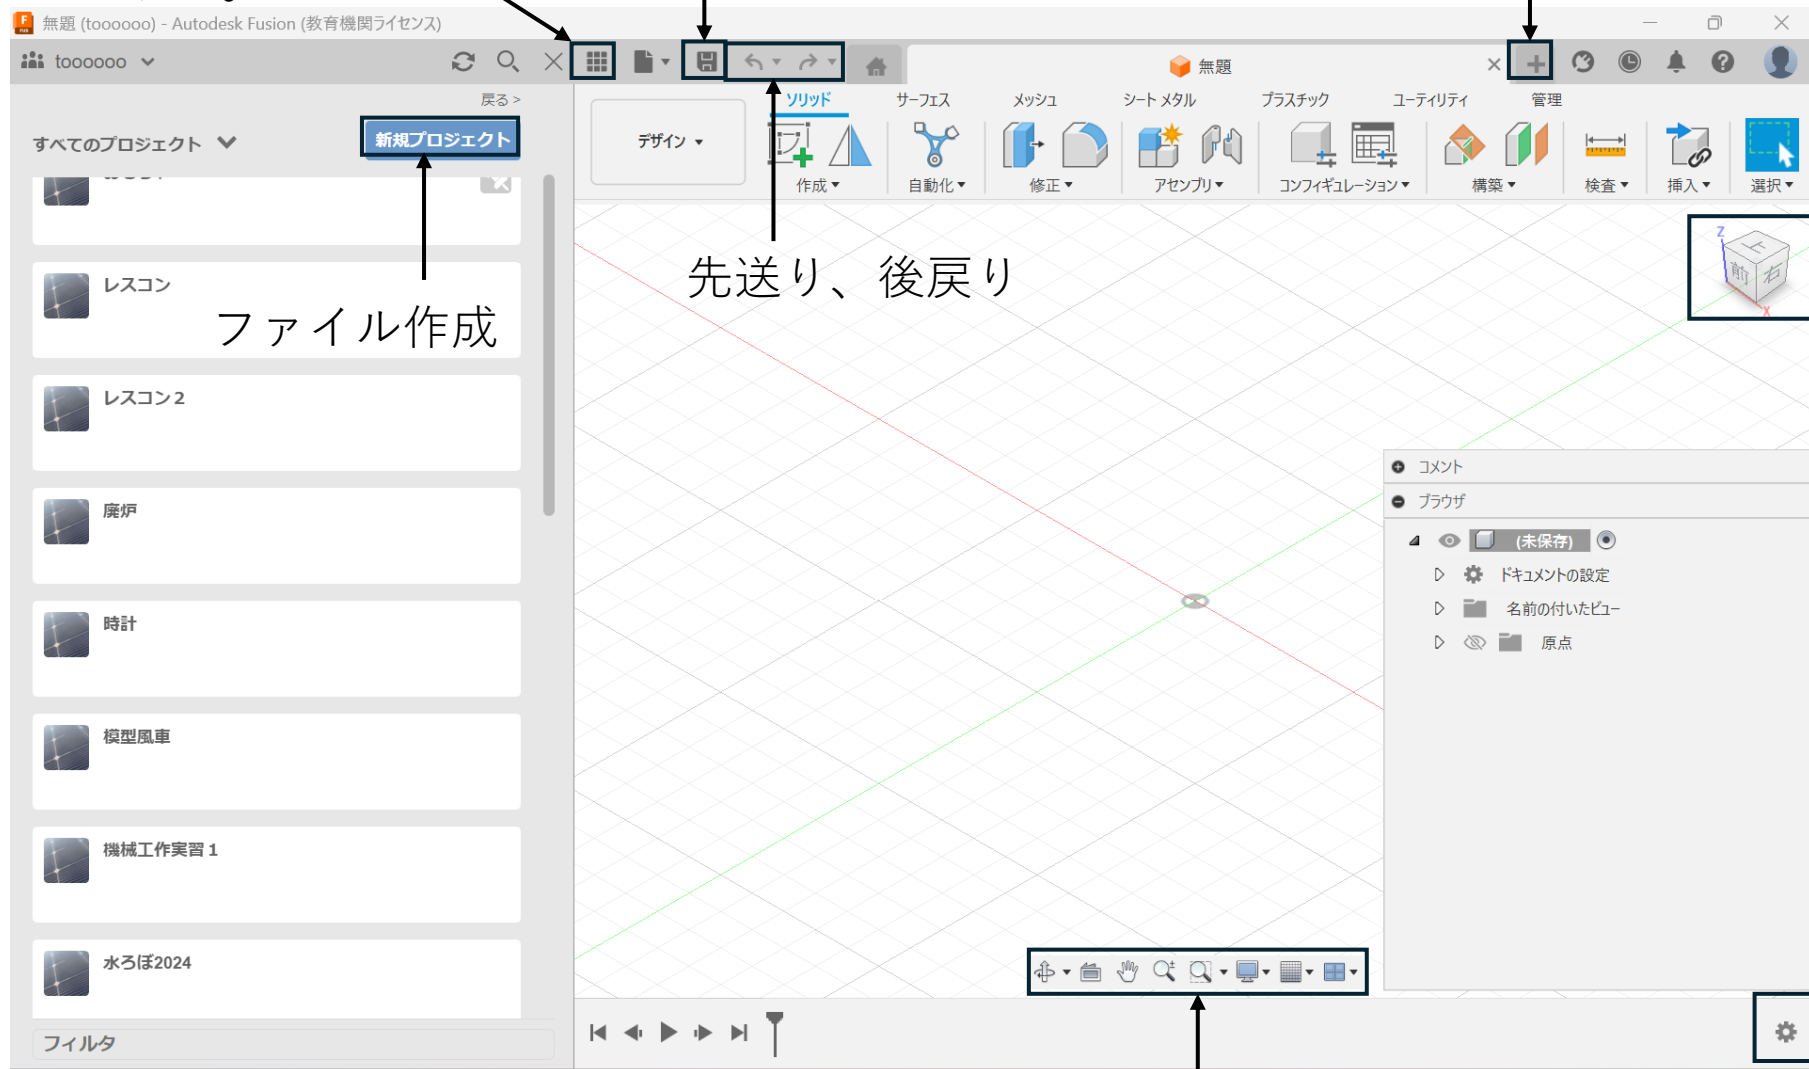 無題 (toooooo) - Autodesk Fusion (教育機関ライセンス)
toooooo
無題
戻る >
すべてのプロジェクト
新規プロジェクト
デザイン
ソリッド
サーフェス
メッシュ
シート メタル
プラスチック
ユーティリティ
管理
作成
自動化
修正
アセンブリ
コンフィギュレーション
構築
検査
挿入
選択
先送り、後戻り
Z
上
前
右
X
レスコン
ファイル作成
レスコン2
廃炉
時計
模型風車
機械工作実習1
水ろぼ2024
フィルタ
コメント
ブラウザ
(未保存)
ドキュメントの設定
名前の付いたビュー
原点